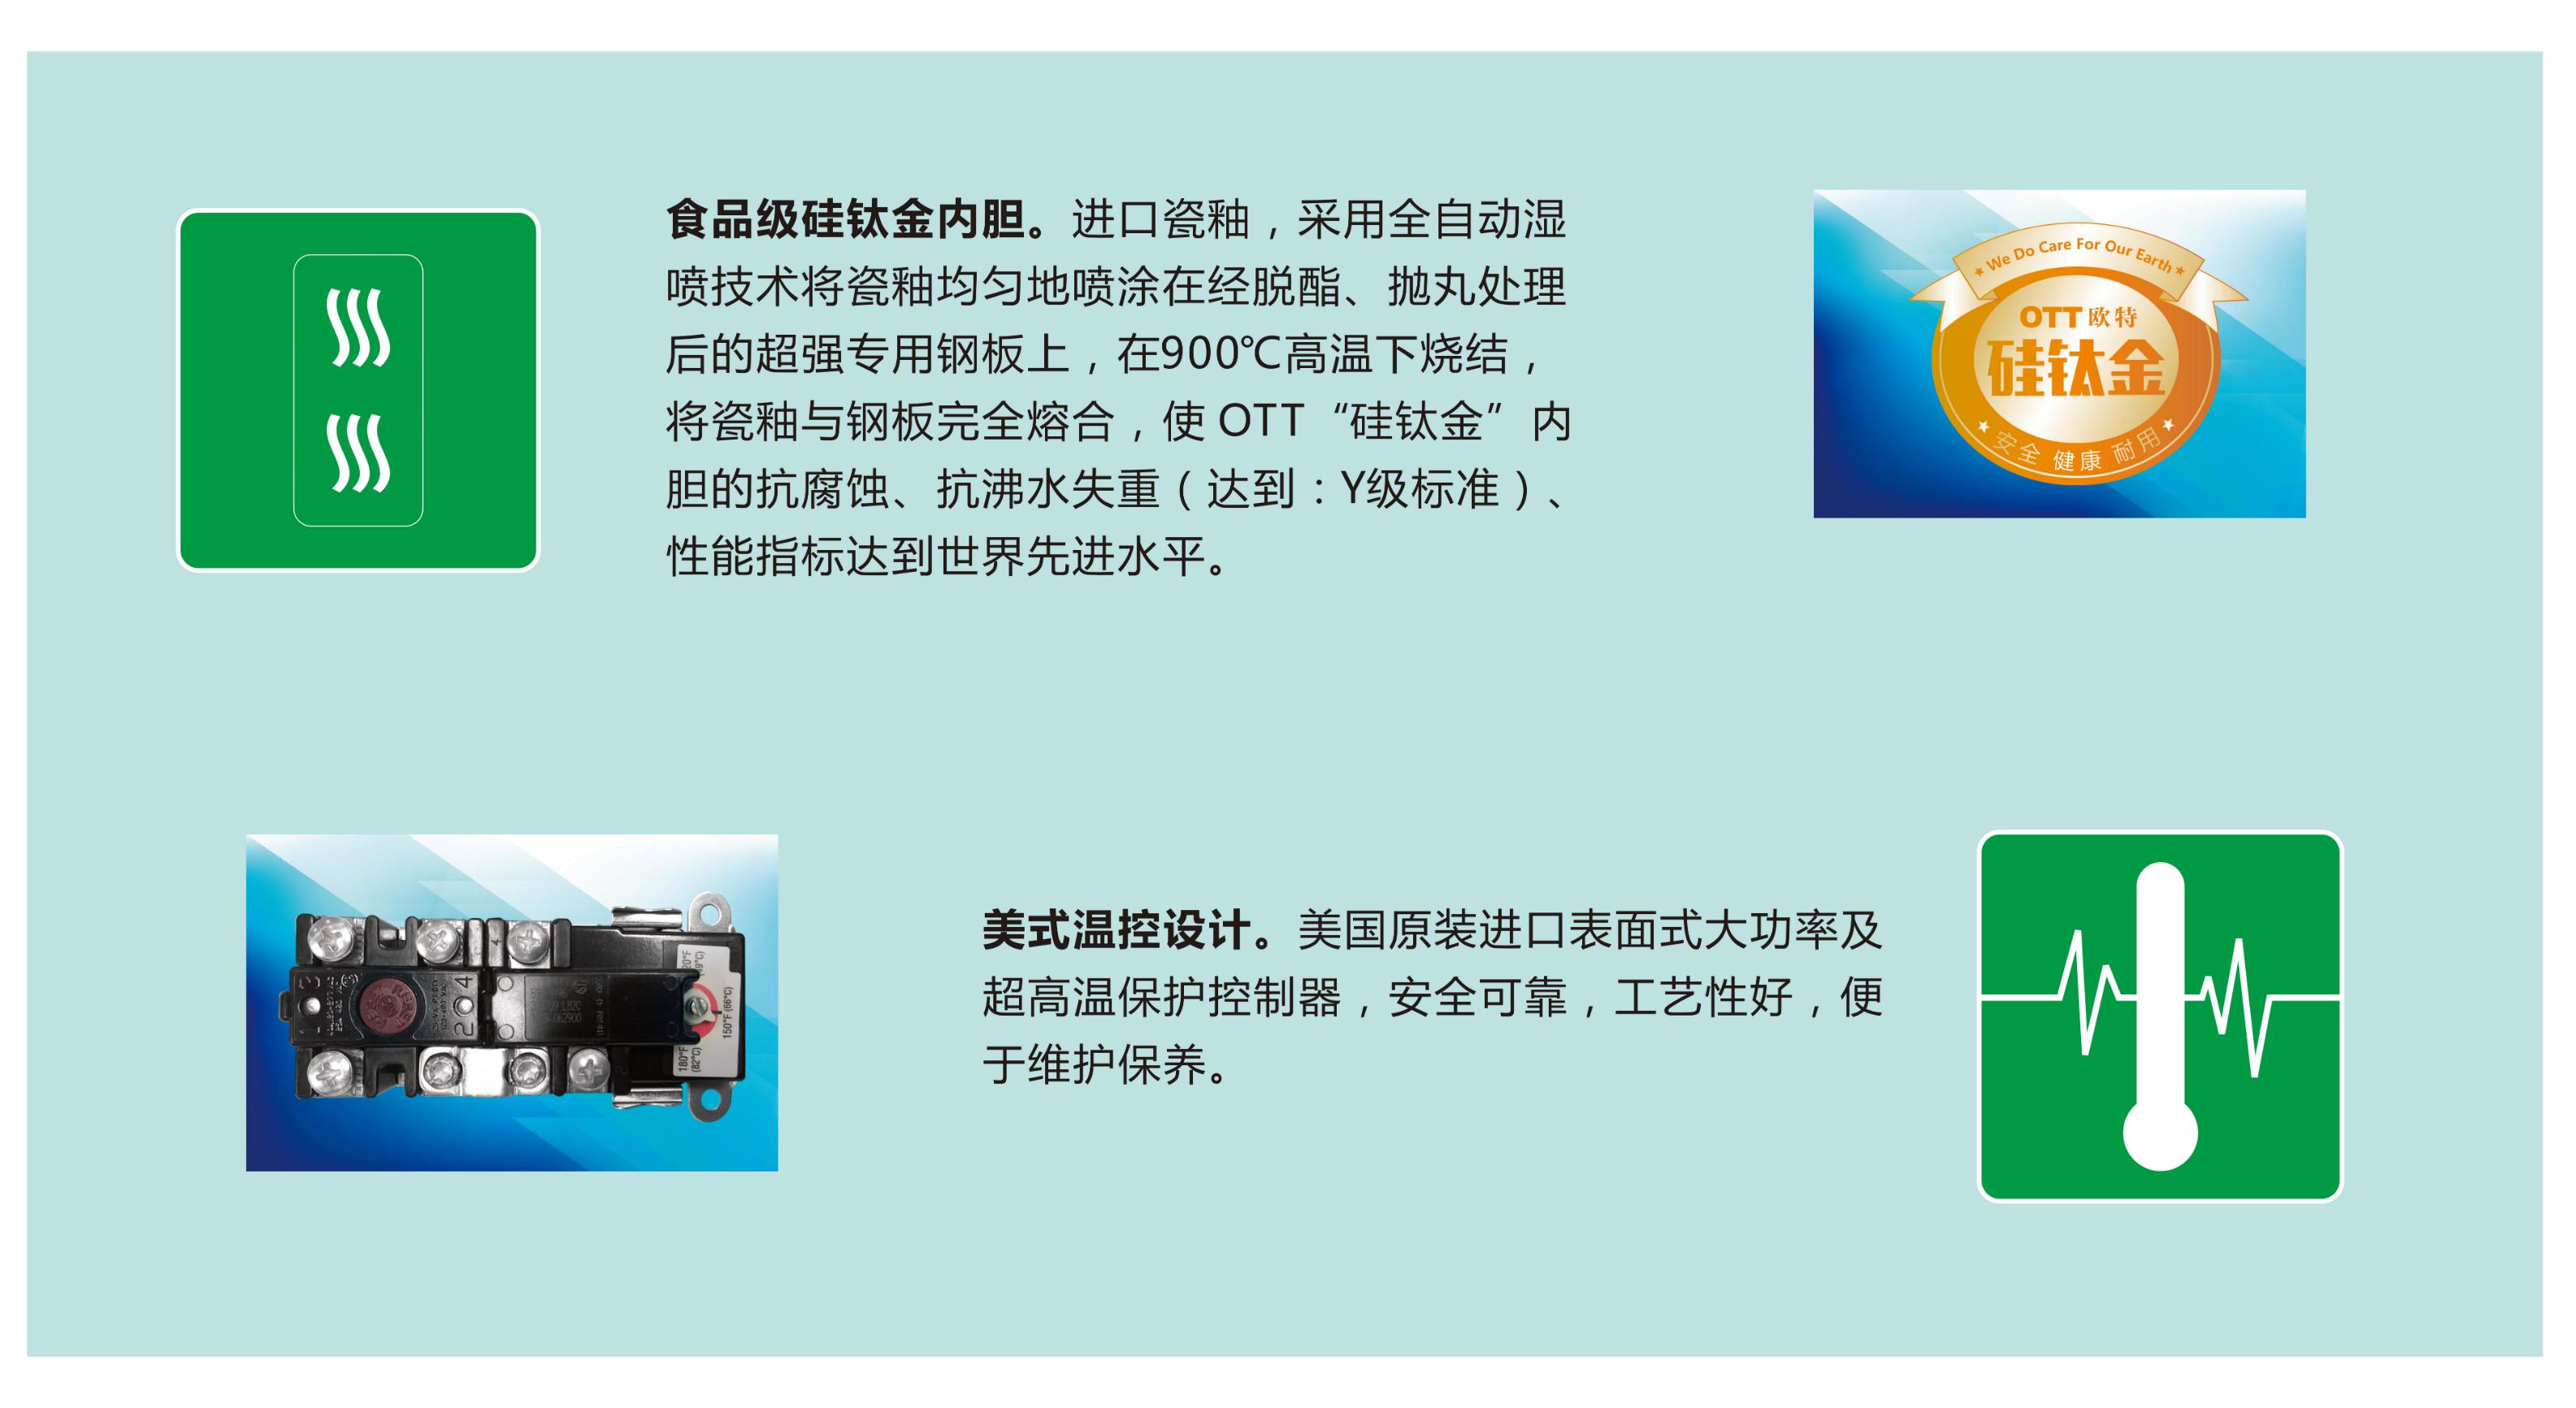 食品级硅钛金内胆。进口瓷釉，采用全自动湿
喷技术将瓷釉均匀地喷涂在经脱酯、抛丸处理
后的超强专用钢板上，在900℃高温下烧结，
将瓷釉与钢板完全熔合，使 OTT“硅钛金”内
胆的抗腐蚀、抗沸水失重（达到：Y级标准）、
性能指标达到世界先进水平。
We Do Care For Our Earth
OTT 欧特
硅钛金
安全 健康 耐用
1 3
2 4
4
150°F (66°C)
180°F
(82°C)
美式温控设计。美国原装进口表面式大功率及
超高温保护控制器，安全可靠，工艺性好，便
于维护保养。